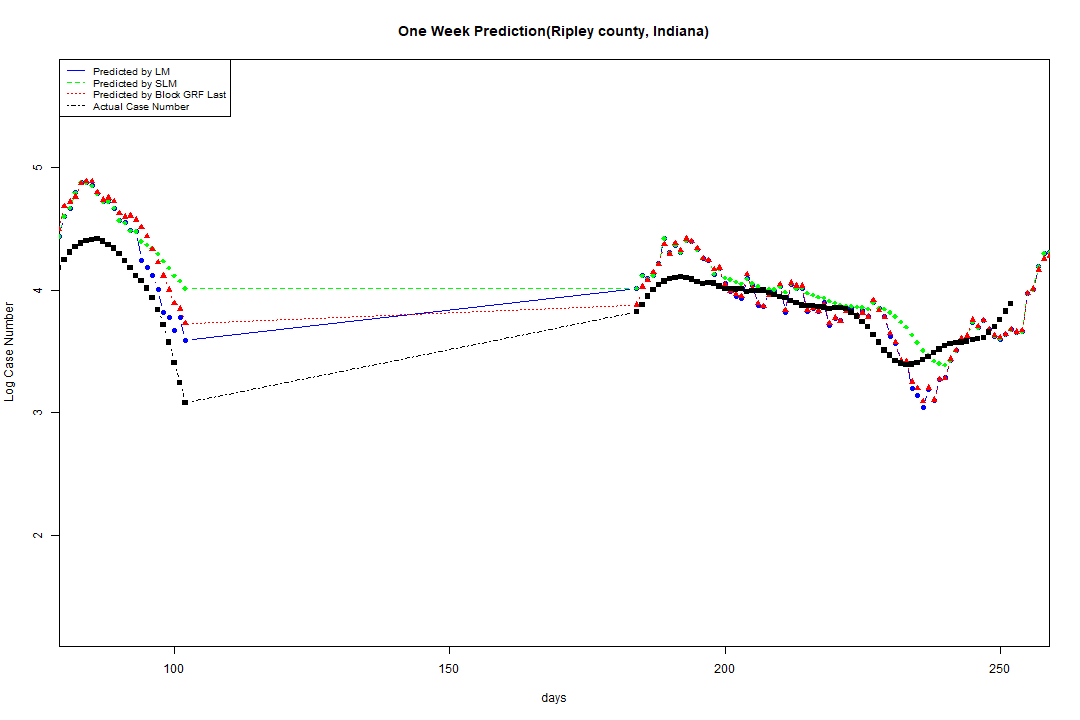 One Week Prediction(Ripley county, Indiana)
Predicted by LM
Predicted by SLM
Predicted by Block GRF Last
Actual Case Number
5
4
3
2
Log Case Number
100 150 200 250
days